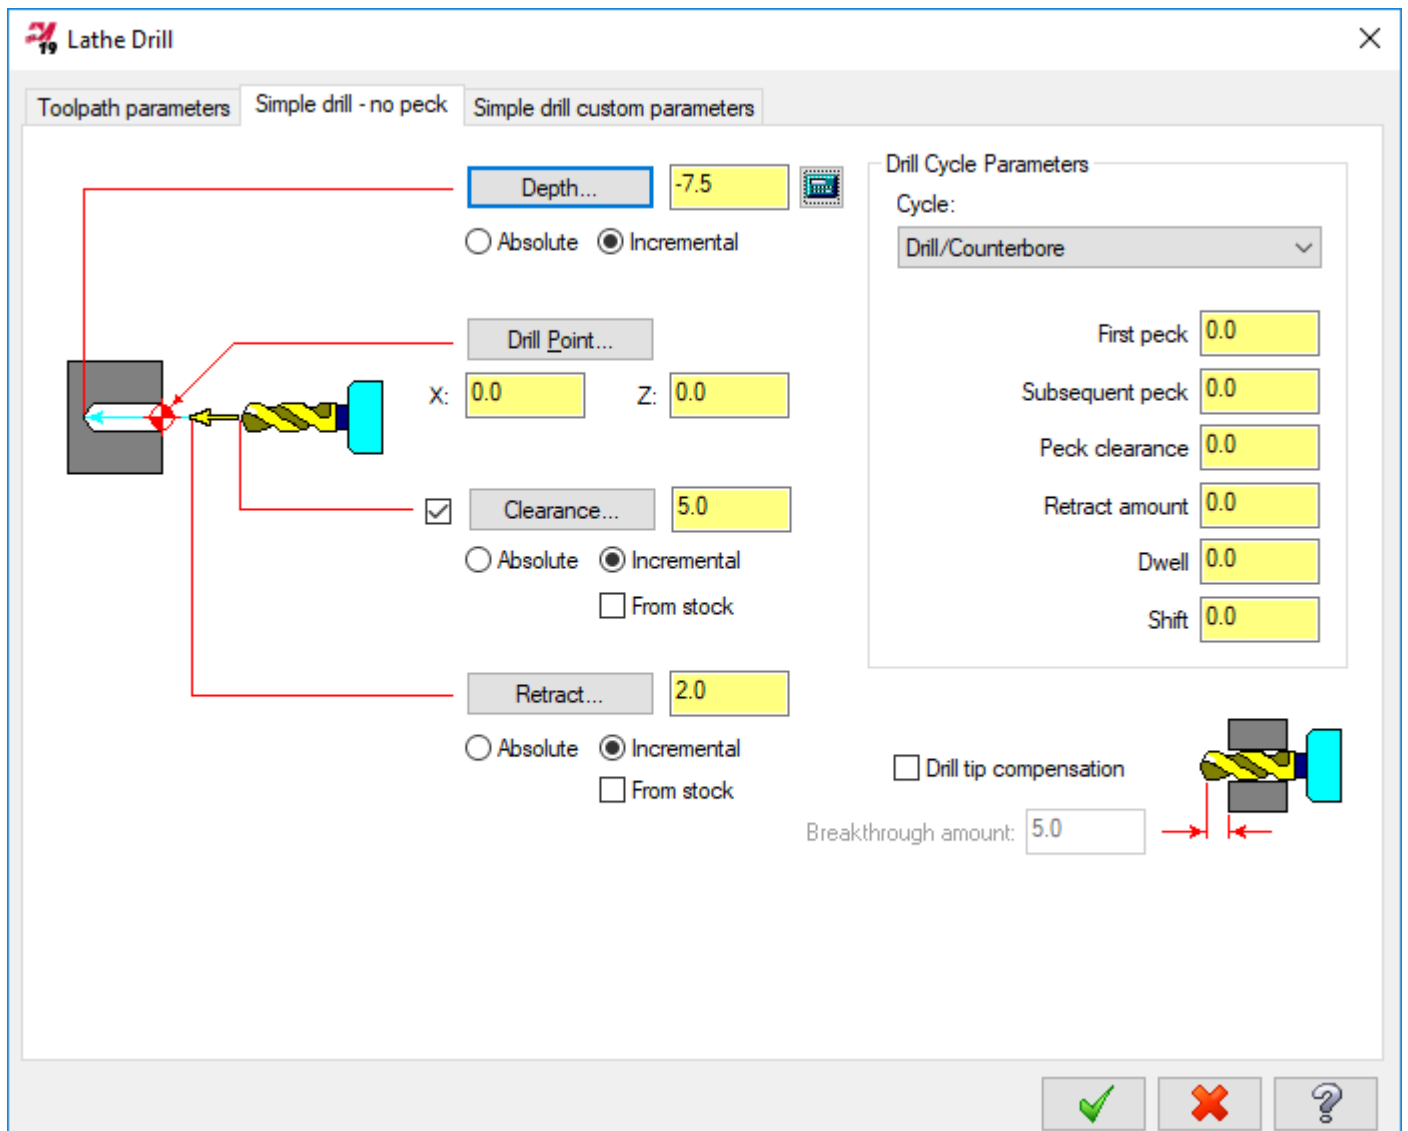 19 Lathe Drill
Toolpath parameters
Simple drill - no peck
Simple drill custom parameters
Depth...
-7.5
Absolute
Incremental
Drill Point...
X:
0.0
Z:
0.0
Clearance...
5.0
Absolute
Incremental
From stock
Retract...
2.0
Absolute
Incremental
From stock
Drill Cycle Parameters
Cycle:
Drill/Counterbore
First peck
0.0
Subsequent peck
0.0
Peck clearance
0.0
Retract amount
0.0
Dwell
0.0
Shift
0.0
Drill tip compensation
Breakthrough amount:
5.0